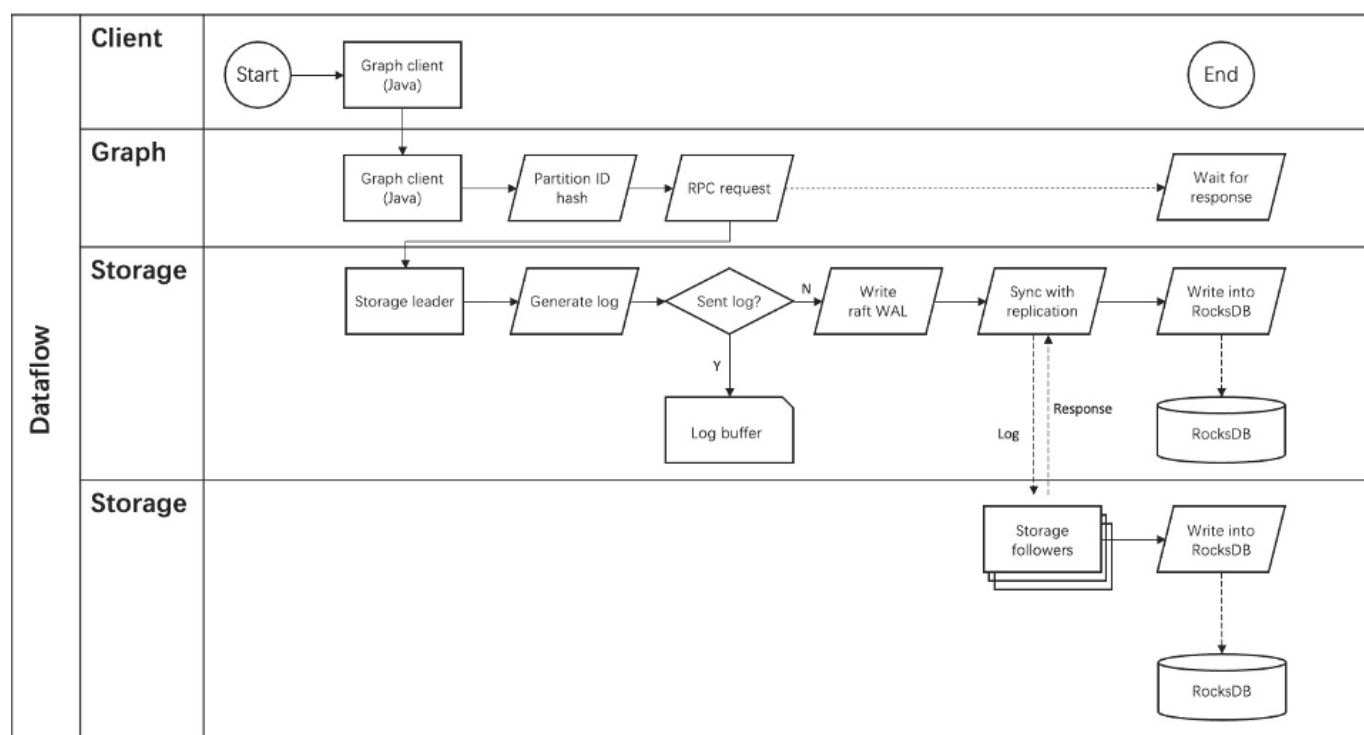 Dataflow
Client
Start
Graph client
(Java)
End
Graph
Graph client
(Java)
Partition ID
hash
RPC request
Wait for
response
Storage
Storage leader
Generate log
Sent log?
N
Write
raft WAL
Sync with
replication
Write into
RocksDB
Y
Log buffer
Log
Response
RocksDB
Storage
Storage
followers
Write into
RocksDB
RocksDB